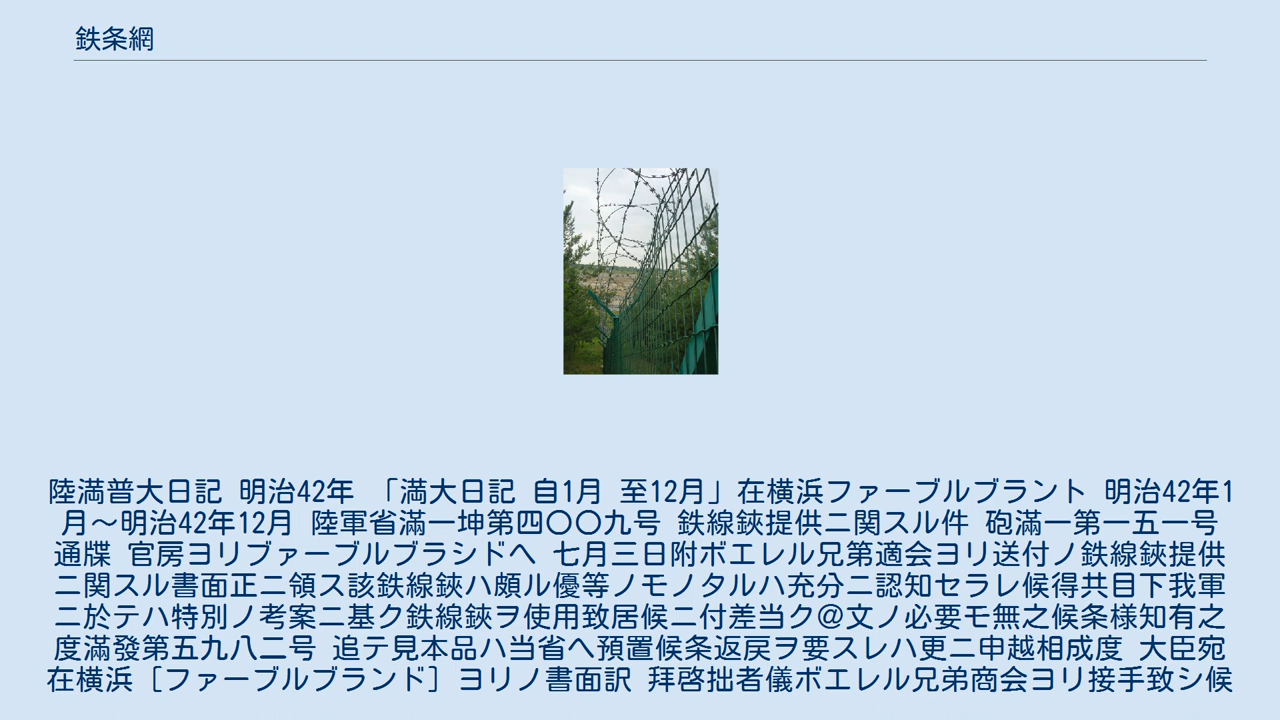 鉄条網
陸満普大日記 明治42年 「満大日記 自1月 至12月」在横浜ファーブルブラント 明治42年1
月〜明治42年12月 陸軍省滿一坤第四〇〇九号 鉄線鋏提供ニ関スル件 砲滿一第一五一号
通牒 官房ヨリブァーブルブラシドヘ 七月三日附ボエレル兄第適会ヨリ送付ノ鉄線鋏提供
ニ関スル書面正ニ領ス該鉄線鋏ハ頗ル優等ノモノタルハ充分ニ認知セラレ候得共目下我軍
ニ於テハ特別ノ考案ニ基ク鉄線鋏ヲ使用致居候ニ付差当ク@文ノ必要モ無之候条様知有之
度滿發第五九八二号 追テ見本品ハ当省ヘ預置候条返戻ヲ要スレハ更ニ申越相成度 大臣宛
在横浜［ファーブルブランド］ヨリノ書面訳 拜啓拙者儀ボエレル兄弟商会ヨリ接手致シ候